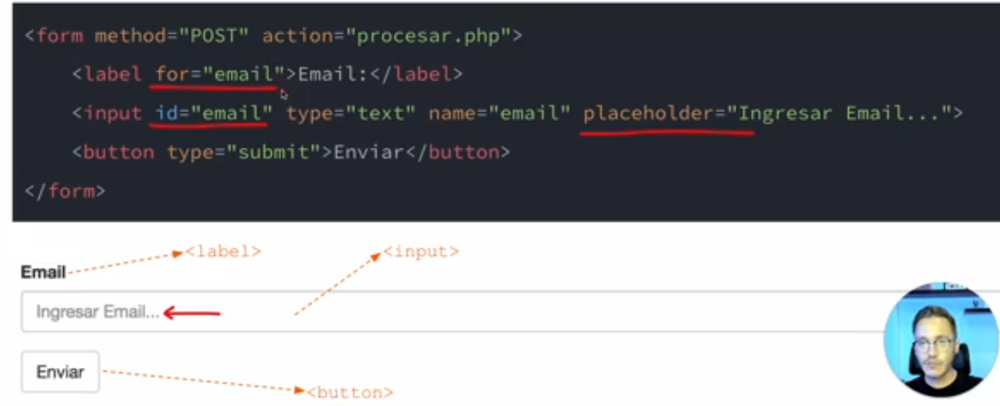 <form method="POST" action="procesar.php">
<label for="email">Email:</label>
<input id="email" type="text" name="email" placeholder="Ingresar Email...">
<button type="submit">Enviar</button>
</form>
<label>
<input>
Email
Ingresar Email...
Enviar
<button>